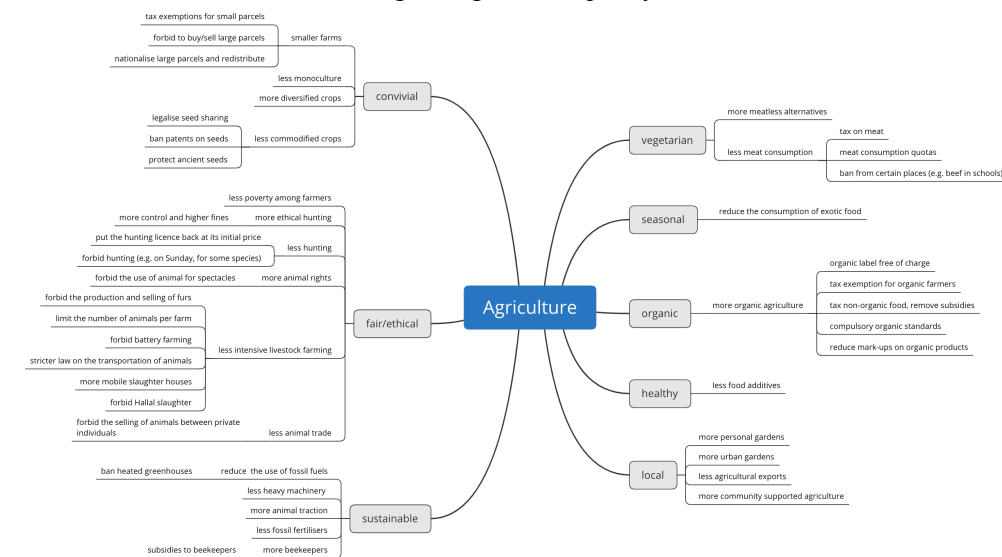 tax exemptions for small parcels
forbid to buy/sell large parcels
smaller farms
nationalise large parcels and redistribute
less monoculture
more diversified crops
convivial
legalise seed sharing
ban patents on seeds
less commodified crops
protect ancient seeds
less poverty among farmers
more control and higher fines
more ethical hunting
put the hunting licence back at its initial price
less hunting
forbid hunting (e.g. on Sunday, for some species)
forbid the use of animal for spectacles
more animal rights
forbid the production and selling of furs
limit the number of animals per farm
forbid battery farming
less intensive livestock farming
stricter law on the transportation of animals
more mobile slaughter houses
forbid Hallal slaughter
forbid the selling of animals between private
individuals
less animal trade
fair/ethical
ban heated greenhouses
reduce the use of fossil fuels
less heavy machinery
more animal traction
less fossil fertilisers
subsidies to beekeepers
more beekeepers
sustainable
Agriculture
vegetarian
more meatless alternatives
less meat consumption
tax on meat
meat consumption quotas
ban from certain places (e.g. beef in schools)
seasonal
reduce the consumption of exotic food
organic
more organic agriculture
organic label free of charge
tax exemption for organic farmers
tax non-organic food, remove subsidies
compulsory organic standards
reduce mark-ups on organic products
healthy
less food additives
local
more personal gardens
more urban gardens
less agricultural exports
more community supported agriculture